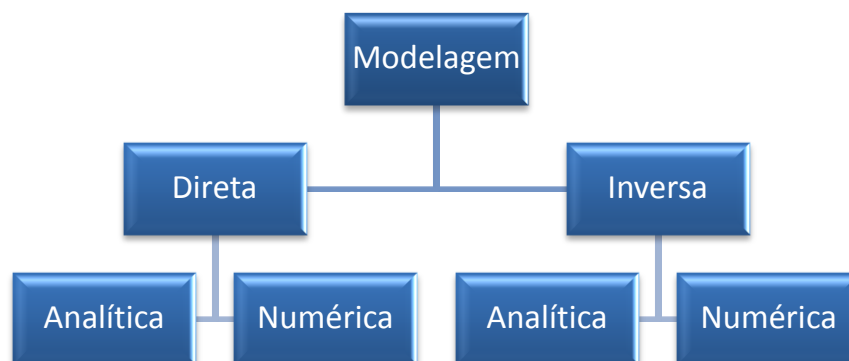 Modelagem
Direta
Inversa
Analítica
Numérica
Analítica
Numérica